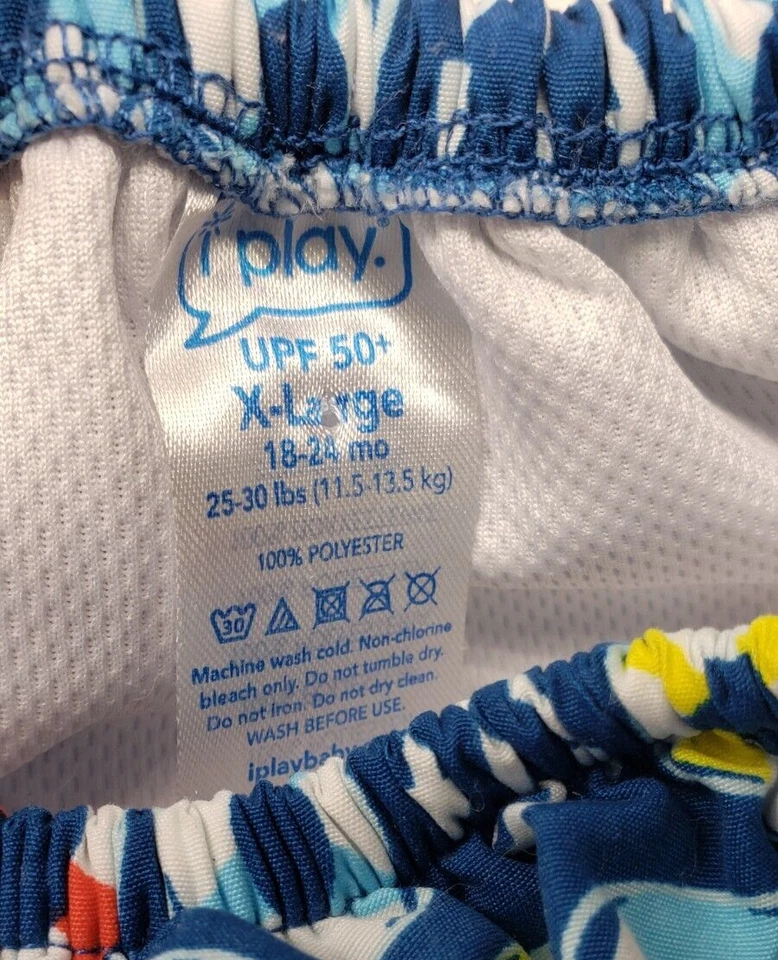 i play.®
UPF 50+
X-Large
18-24 mo
25-30 lbs (11.5-13.5 kg)
100% POLYESTER
30
Machine wash cold. Non-chlorine
bleach only. Do not tumble dry.
Do not iron. Do not dry clean.
WASH BEFORE USE.
iplaybaby